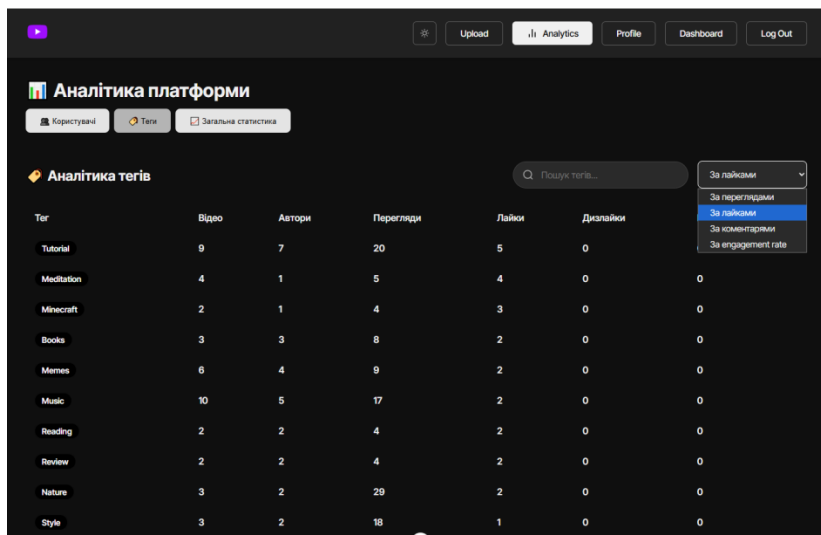 Upload Analytics Profile Dashboard Log Out
Аналітика платформи
Користувачі Теги Загальна статистика
Аналітика тегів Пошук тегів... За лайками
За переглядами
За лайками
За коментарями
За engagement rate
Тег Відео Автори Перегляди Лайки Дизлайки
Tutorial 9 7 20 5 0
Meditation 4 1 5 4 0 0
Minecraft 2 1 4 3 0 0
Books 3 3 8 2 0 0
Memes 6 4 9 2 0 0
Music 10 5 17 2 0 0
Reading 2 2 4 2 0 0
Review 2 2 4 2 0 0
Nature 3 2 29 2 0 0
Style 3 2 18 1 0 0